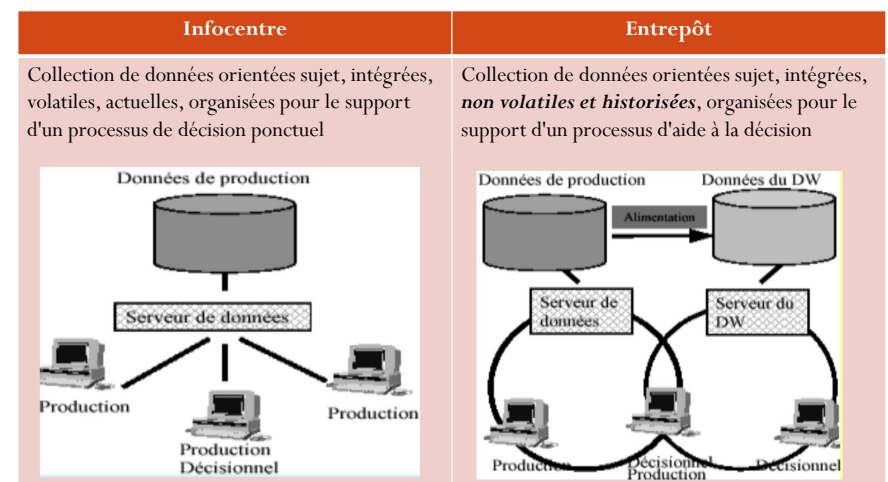 Infocentre
Entrepôt
Collection de données orientées sujet, intégrées,
volatiles, actuelles, organisées pour le support
d'un processus de décision ponctuel
Collection de données orientées sujet, intégrées,
non volatiles et historisées, organisées pour le
support d'un processus d'aide à la décision
Données de production
Serveur de données
Production
Production
Décisionnel
Production
Données de production
Données du DW
Alimentation
Serveur de
données
Serveur du
DW
Production
Décisionnel
Production
Décisionnel